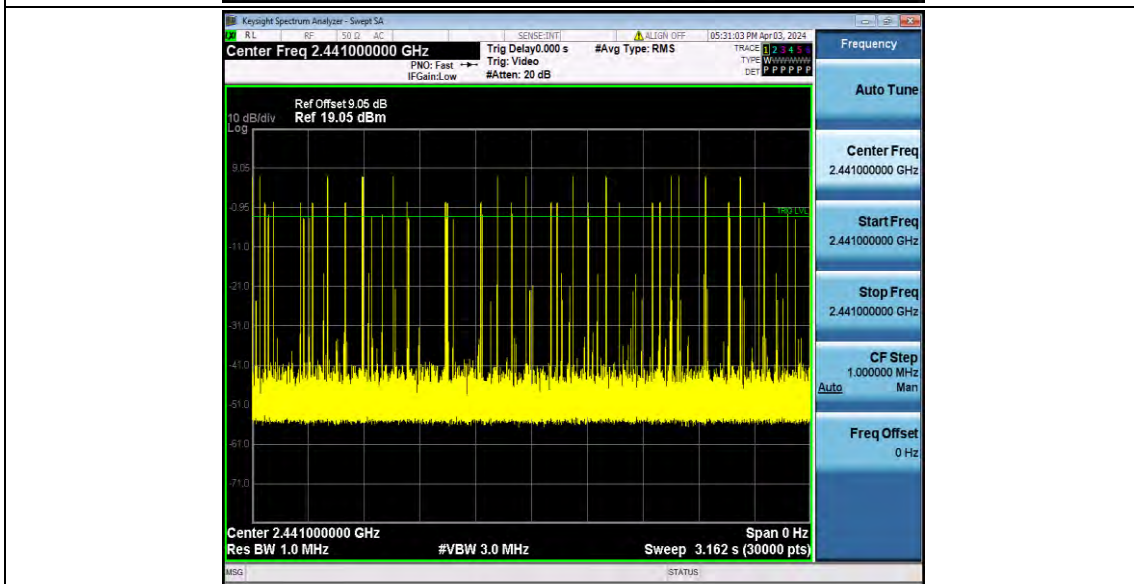 Keysight Spectrum Analyzer - Swept SA
RL RF 50 Ω AC SENSE:INT ALIGN OFF 05:31:03 PM Apr 03, 2024
Center Freq 2.441000000 GHz
PNO: Fast
IFGain:Low
Trig Delay0.000 s
Trig: Video
#Atten: 20 dB
#Avg Type: RMS
TRACE 1 2 3 4 5 6
TYPE WWWWWW
DET P P P P P P
Frequency
Auto Tune
Center Freq
2.441000000 GHz
Start Freq
2.441000000 GHz
Stop Freq
2.441000000 GHz
CF Step
1.000000 MHz
Auto Man
Freq Offset
0 Hz
Ref Offset 9.05 dB
10 dB/div Ref 19.05 dBm
Log
9.05
-0.95
TRIG LVL
-11.0
-21.0
-31.0
-41.0
-51.0
-61.0
-71.0
Center 2.441000000 GHz Span 0 Hz
Res BW 1.0 MHz #VBW 3.0 MHz Sweep 3.162 s (30000 pts)
MSG STATUS